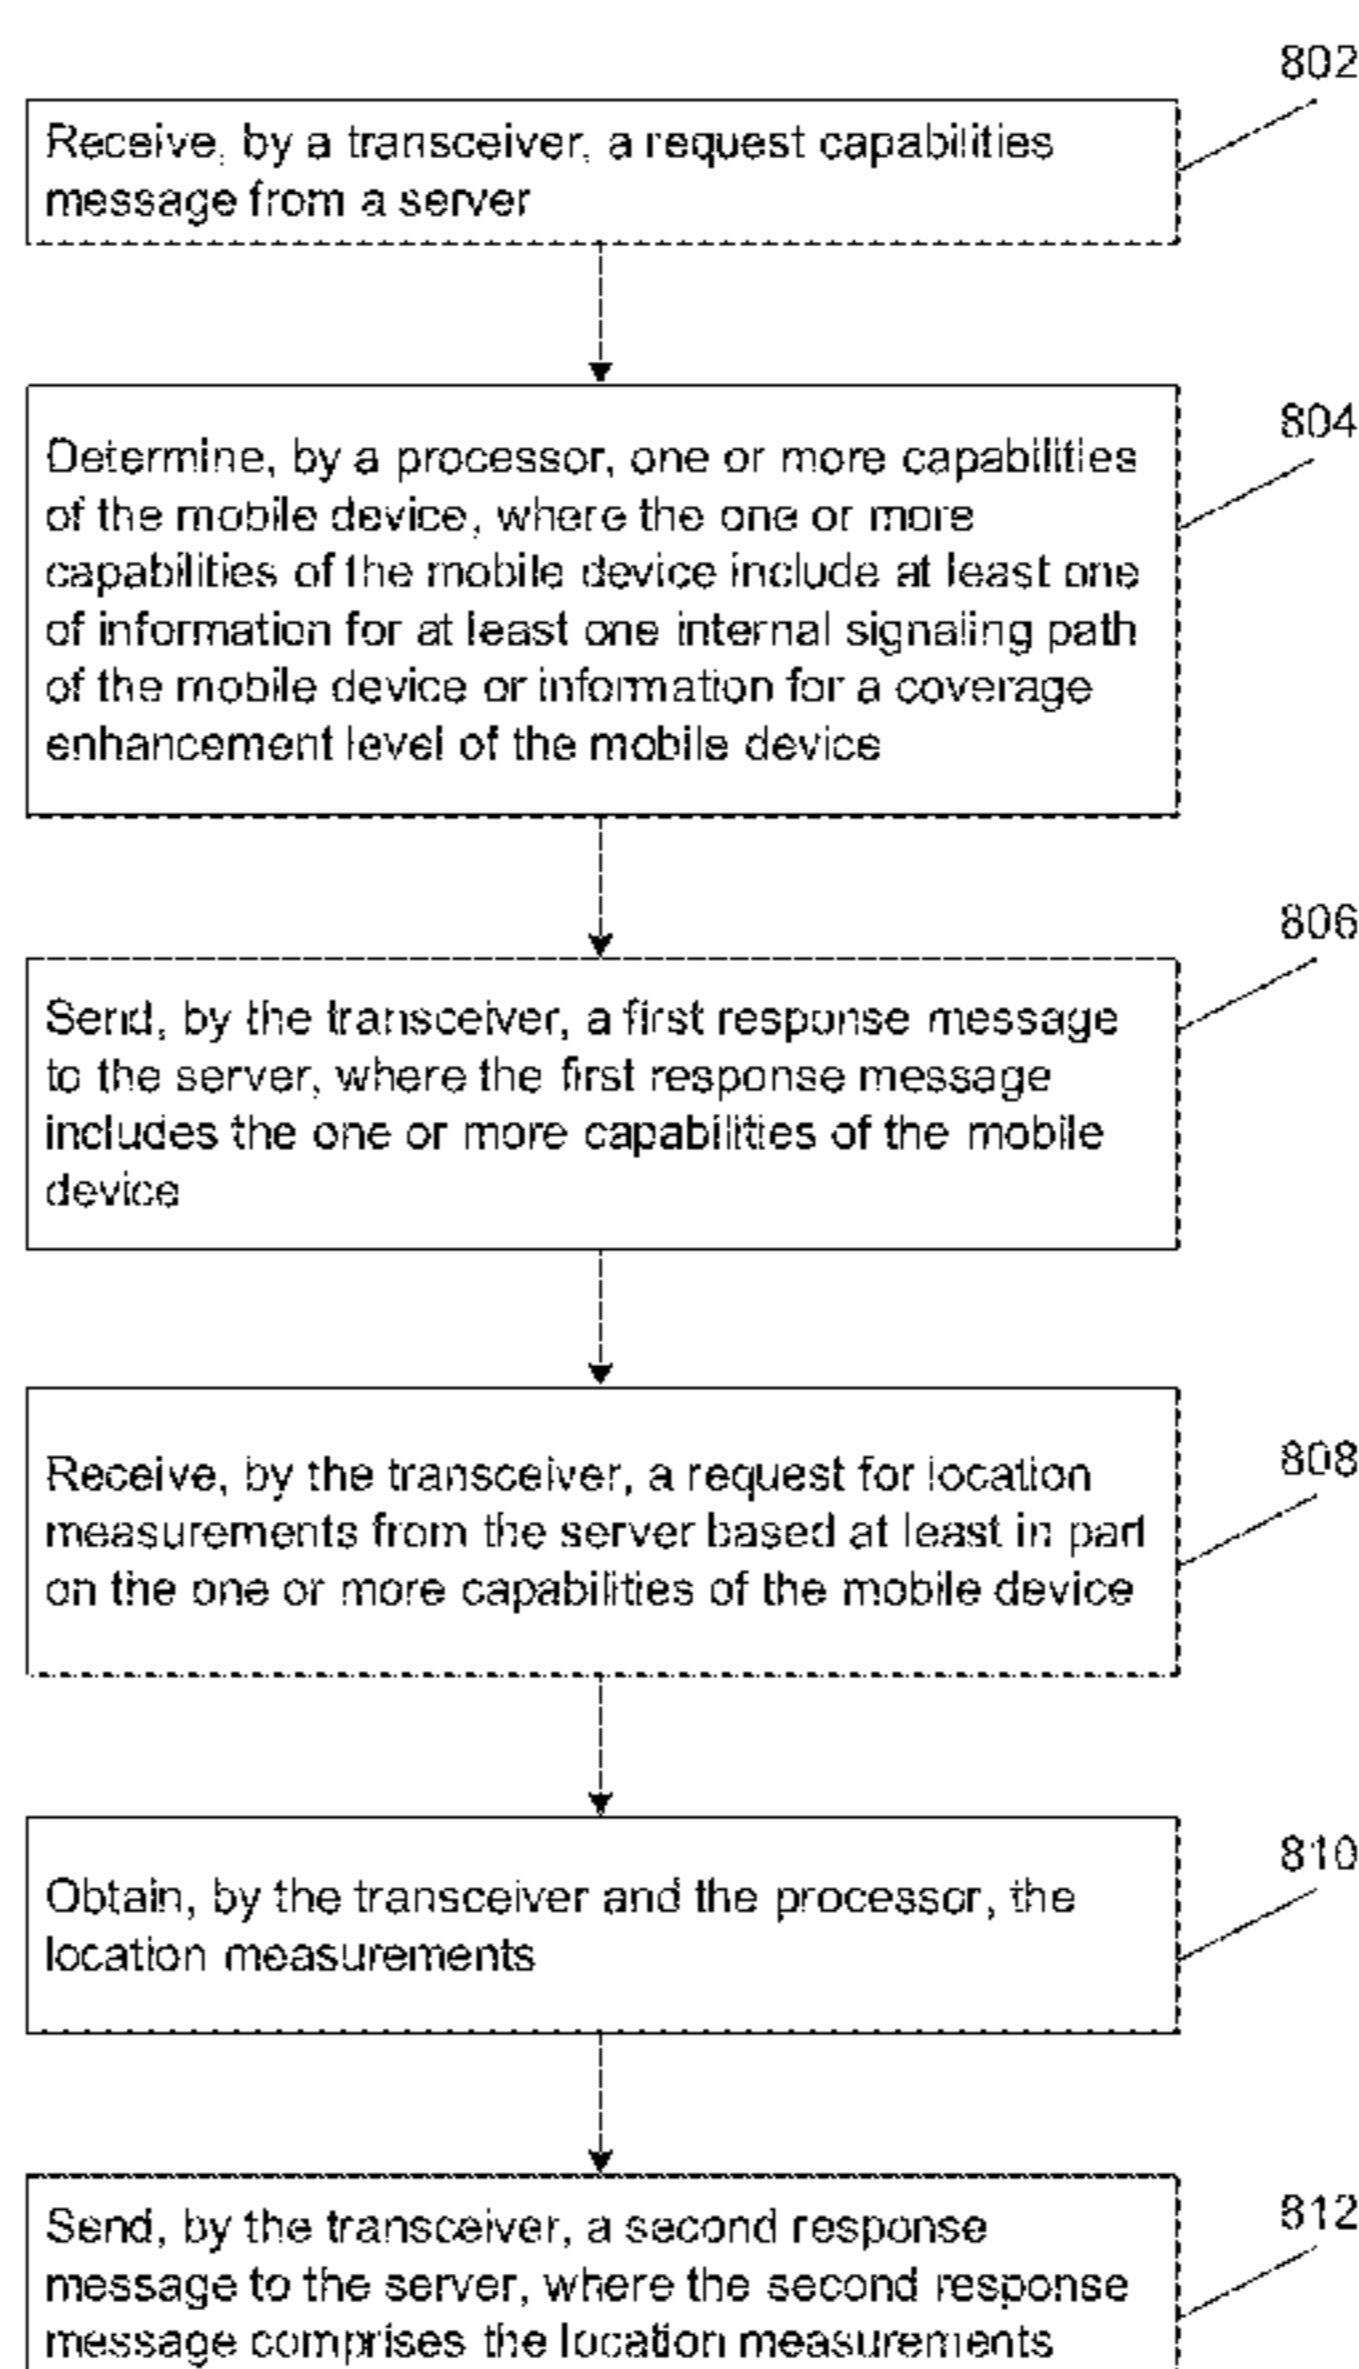 802
Receive, by a transceiver, a request capabilities
message from a server
804
Determine, by a processor, one or more capabilities
of the mobile device, where the one or more
capabilities of the mobile device include at least one
of information for at least one internal signaling path
of the mobile device or information for a coverage
enhancement level of the mobile device
806
Send, by the transceiver, a first response message
to the server, where the first response message
includes the one or more capabilities of the mobile
device
808
Receive, by the transceiver, a request for location
measurements from the server based at least in part
on the one or more capabilities of the mobile device
810
Obtain, by the transceiver and the processor, the
location measurements
812
Send, by the transceiver, a second response
message to the server, where the second response
message comprises the location measurements